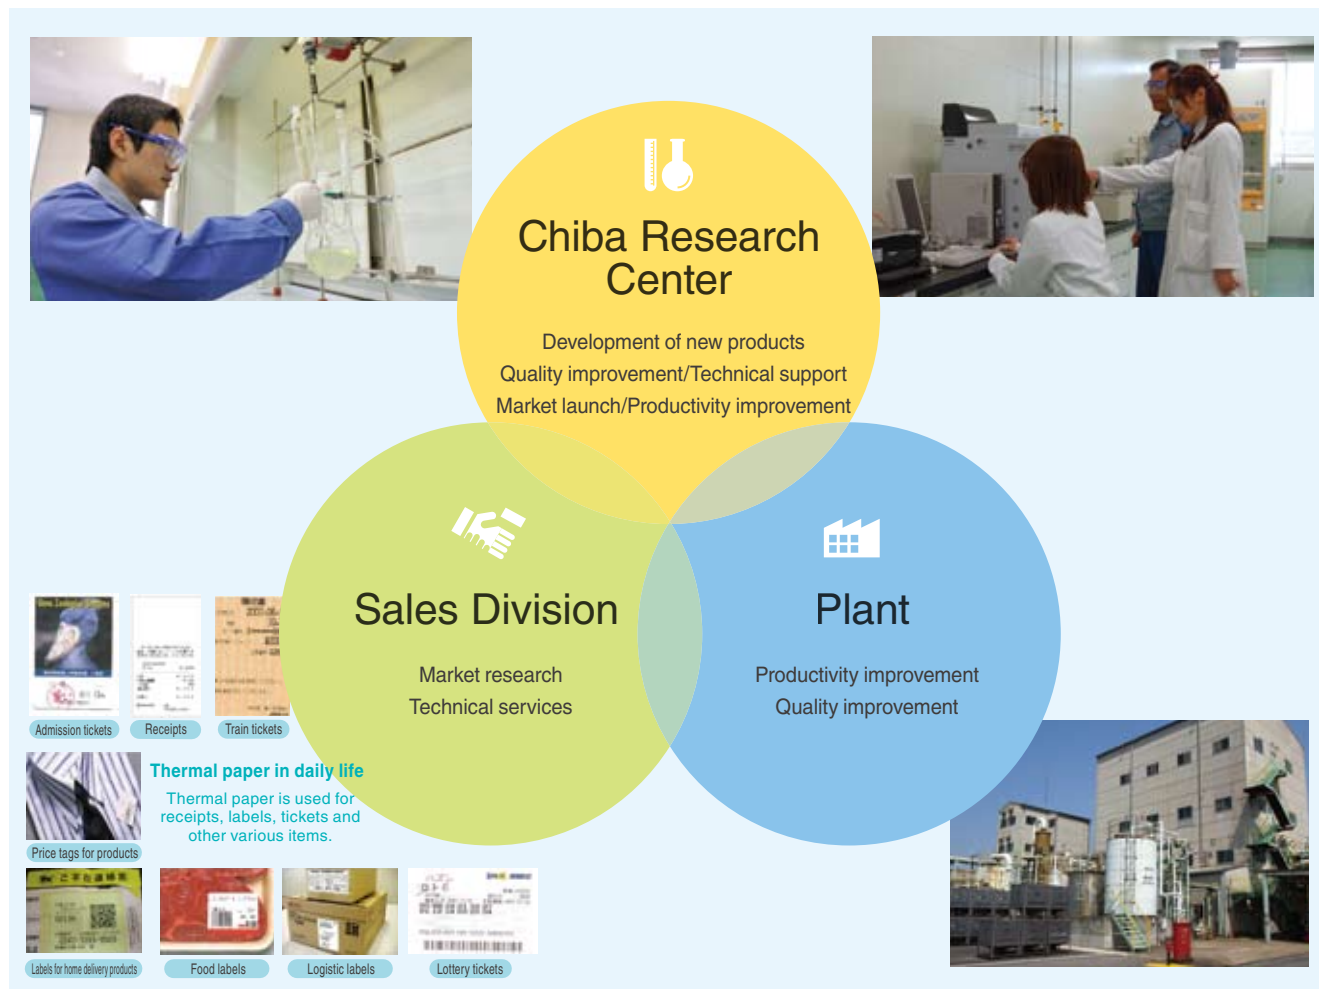 Chiba Research
Center
Development of new products
Quality improvement/Technical support
Market launch/Productivity improvement
Sales Division
Market research
Technical services
Plant
Productivity improvement
Quality improvement
Admission tickets
Receipts
Train tickets
Thermal paper in daily life
Thermal paper is used for
receipts, labels, tickets and
other various items.
Price tags for products
Labels for home delivery products
Food labels
Logistic labels
Lottery tickets